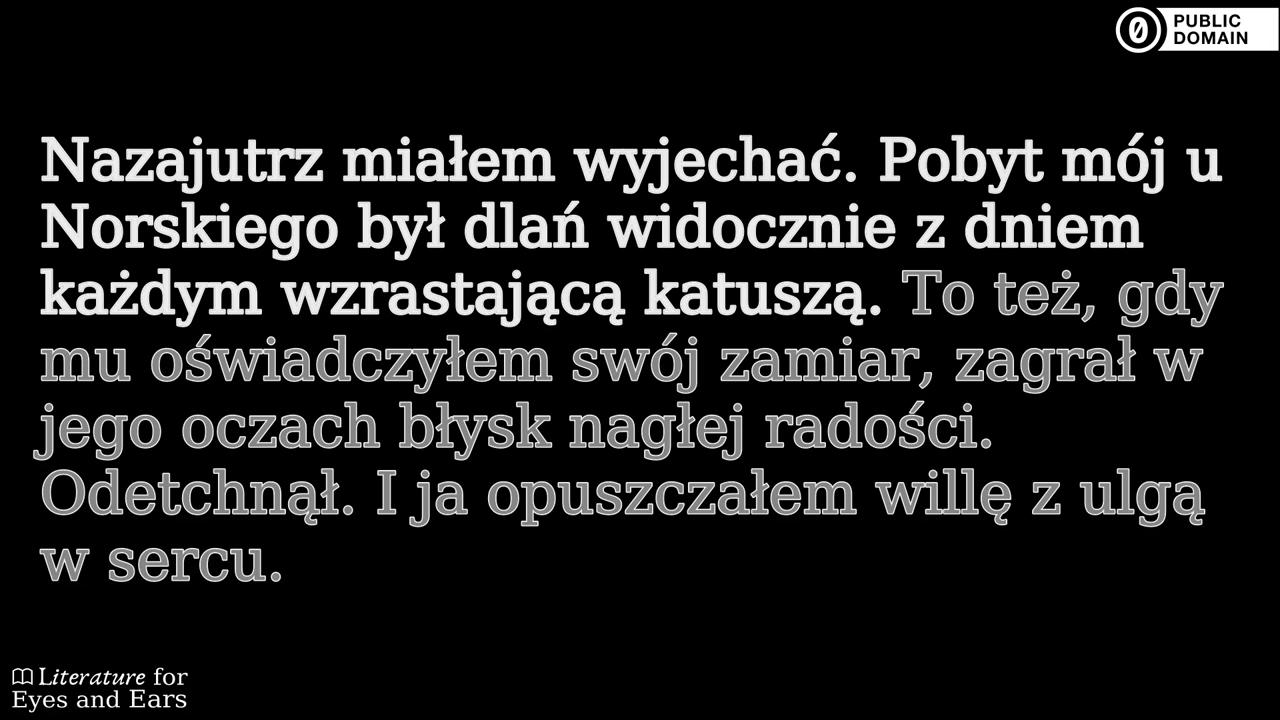 PUBLIC
DOMAIN
Nazajutrz miałem wyjechać. Pobyt mój u
Norskiego był dlań widocznie z dniem
każdym wzrastającą katuszą. To też, gdy
mu oświadczyłem swój zamiar, zagrał w
jego oczach błysk nagłej radości.
Odetchnął. I ja opuszczałem willę z ulgą
w sercu.
Literature for
Eyes and Ears